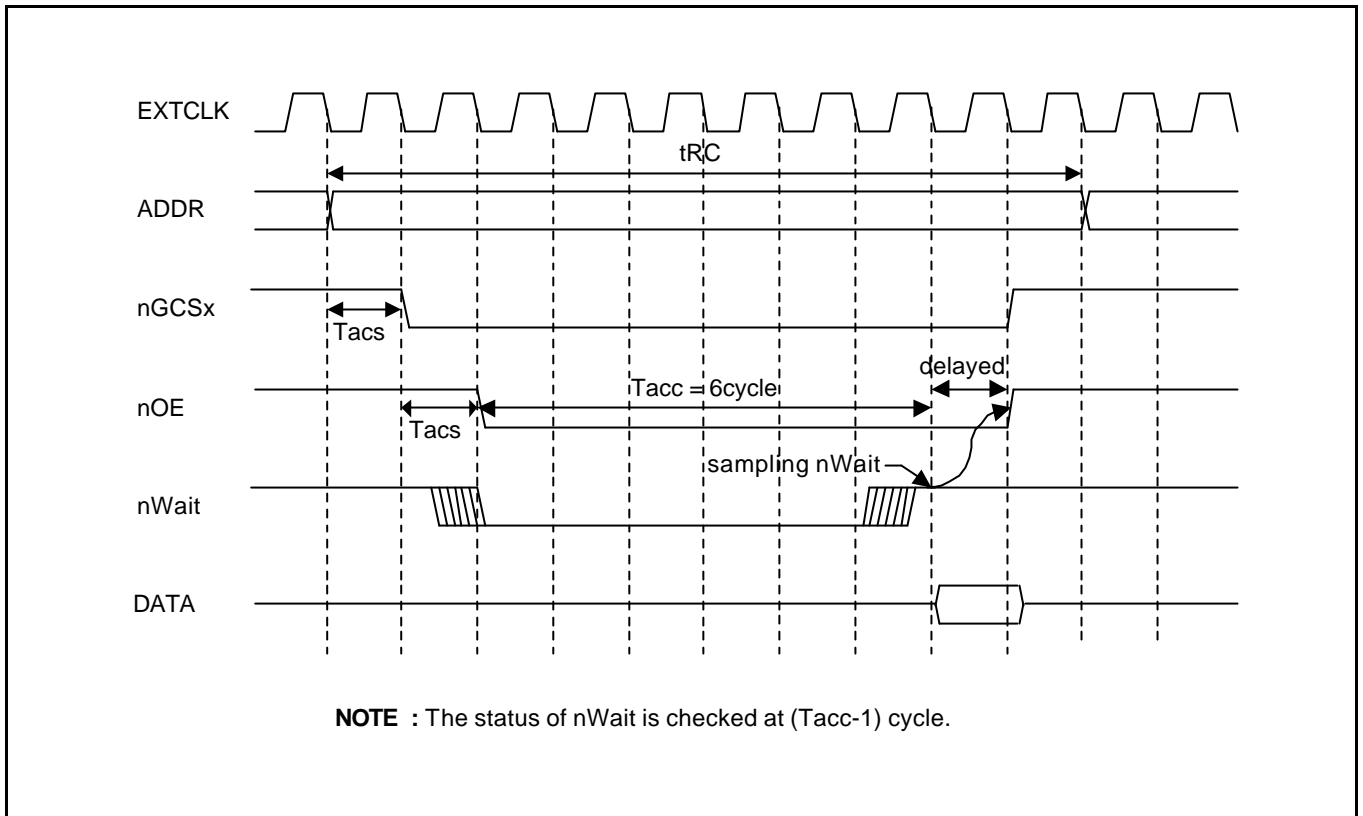 EXTCLK
tRC
ADDR
nGCSx
Tacs
delayed
Tacc = 6cycle
nOE
Tacs
sampling nWait
nWait
DATA
NOTE : The status of nWait is checked at (Tacc-1) cycle.